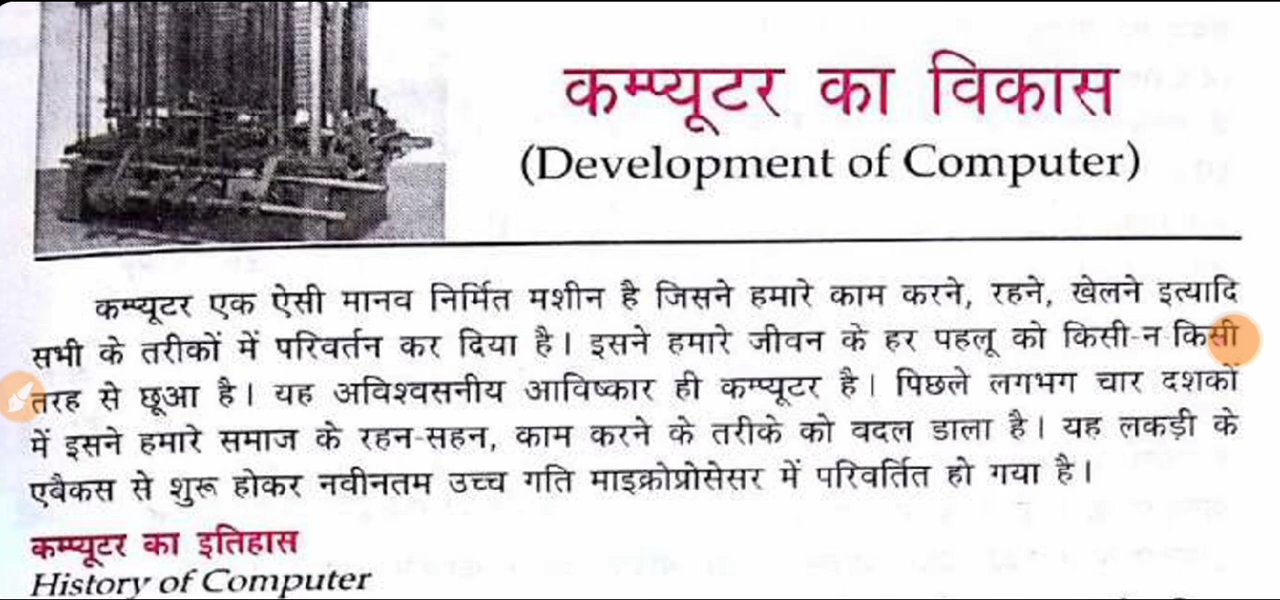 कम्प्यूटर का विकास
(Development of Computer)
कम्प्यूटर एक ऐसी मानव निर्मित मशीन है जिसने हमारे काम करने, रहने, खेलने इत्यादि
सभी के तरीकों में परिवर्तन कर दिया है। इसने हमारे जीवन के हर पहलू को किसी-न-किसी
तरह से छूआ है। यह अविश्वसनीय आविष्कार ही कम्प्यूटर है। पिछले लगभग चार दशकों
में इसने हमारे समाज के रहन-सहन, काम करने के तरीके को वदल डाला है। यह लकड़ी के
एबैकस से शुरू होकर नवीनतम उच्च गति माइक्रोप्रोसेसर में परिवर्तित हो गया है।
कम्प्यूटर का इतिहास
History of Computer